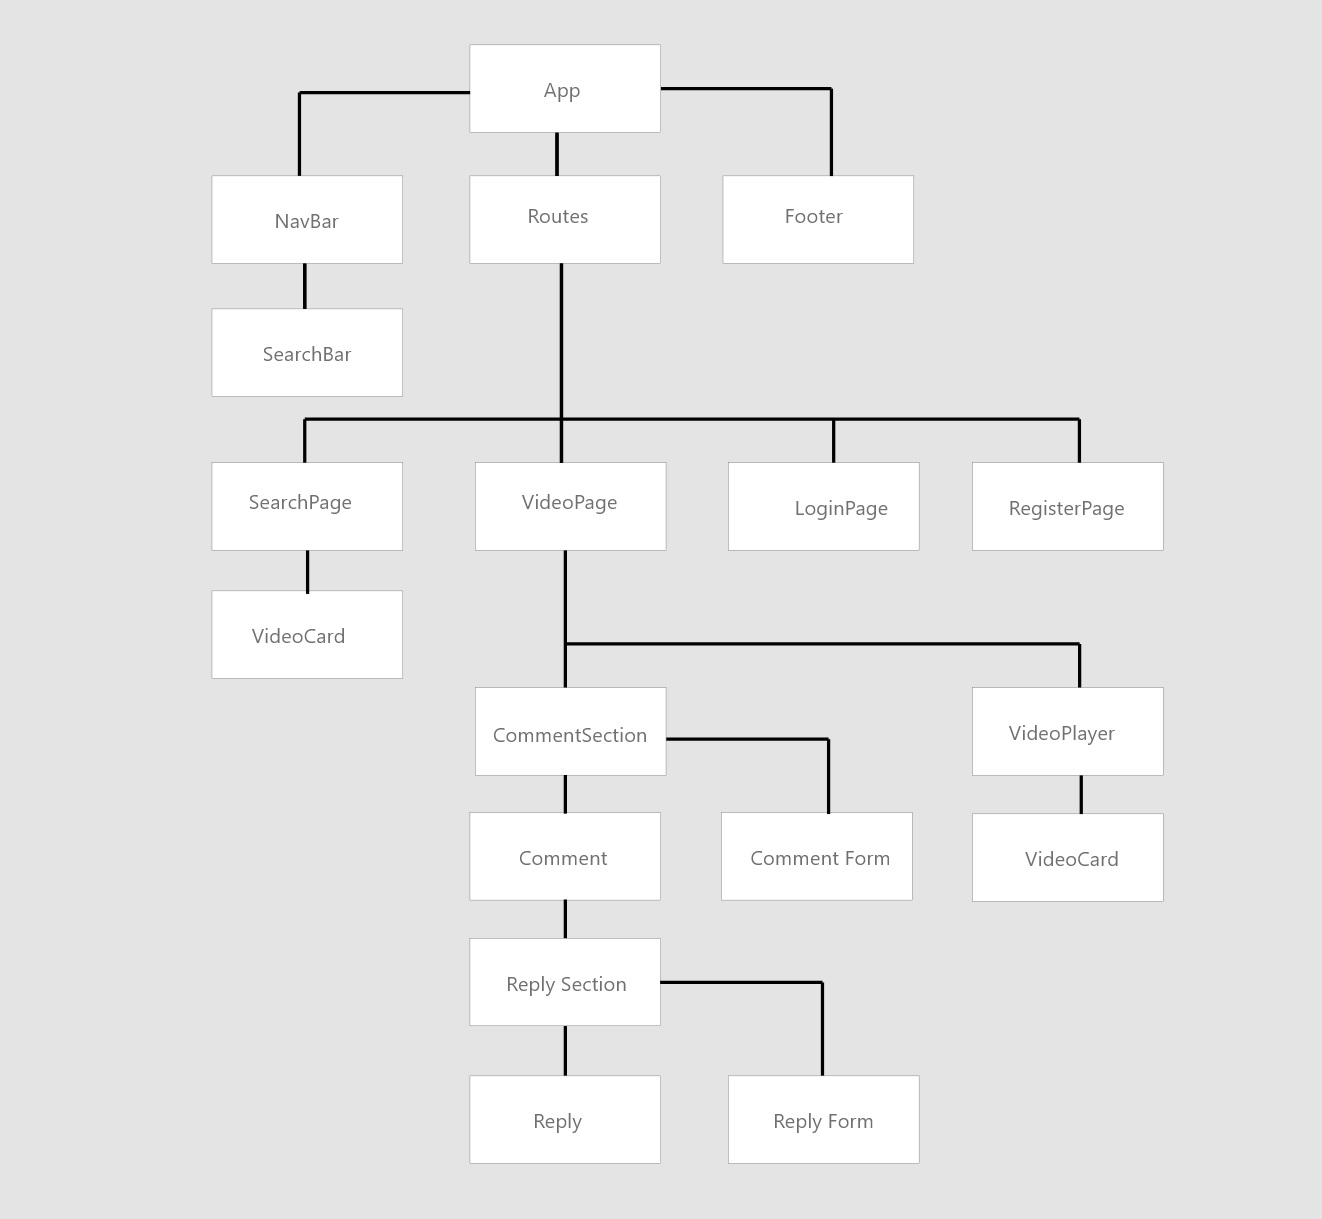 App
NavBar
Routes
Footer
SearchBar
SearchPage
VideoPage
LoginPage
RegisterPage
VideoCard
CommentSection
VideoPlayer
Comment
Comment Form
VideoCard
Reply Section
Reply
Reply Form